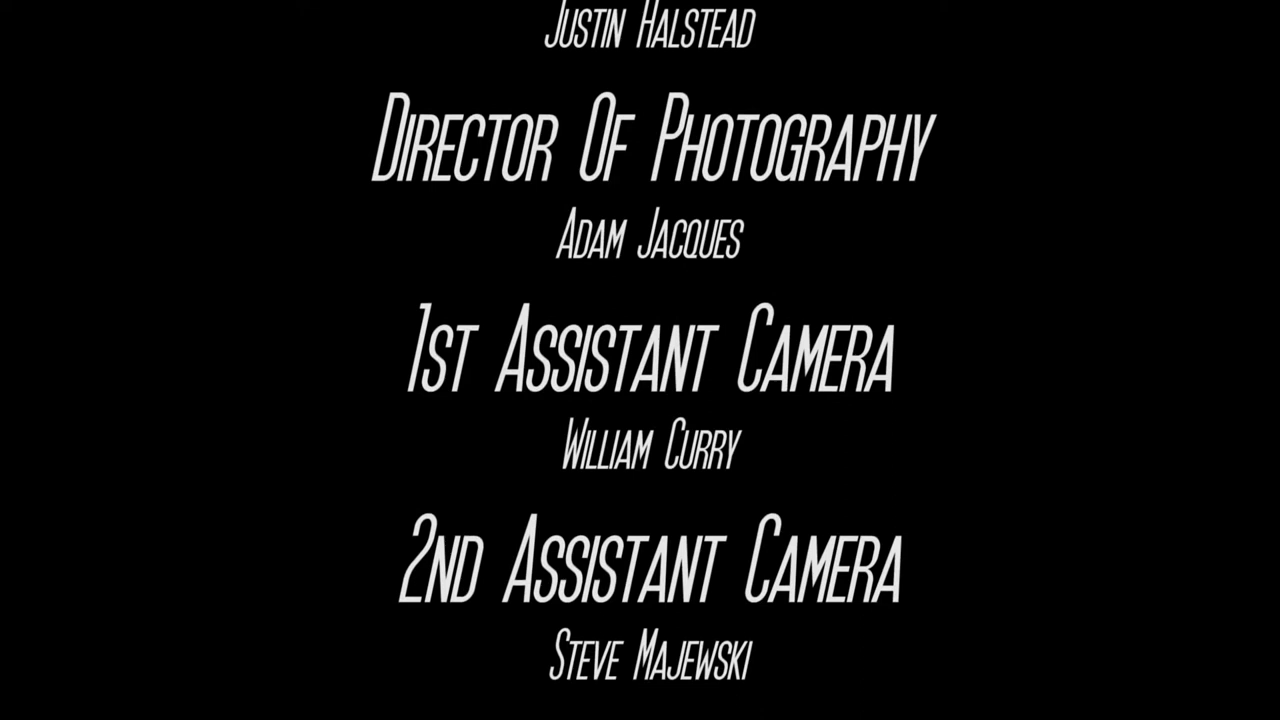 Justin Halstead
Director Of Photography
Adam Jacques
1st Assistant Camera
William Curry
2nd Assistant Camera
Steve Majewski